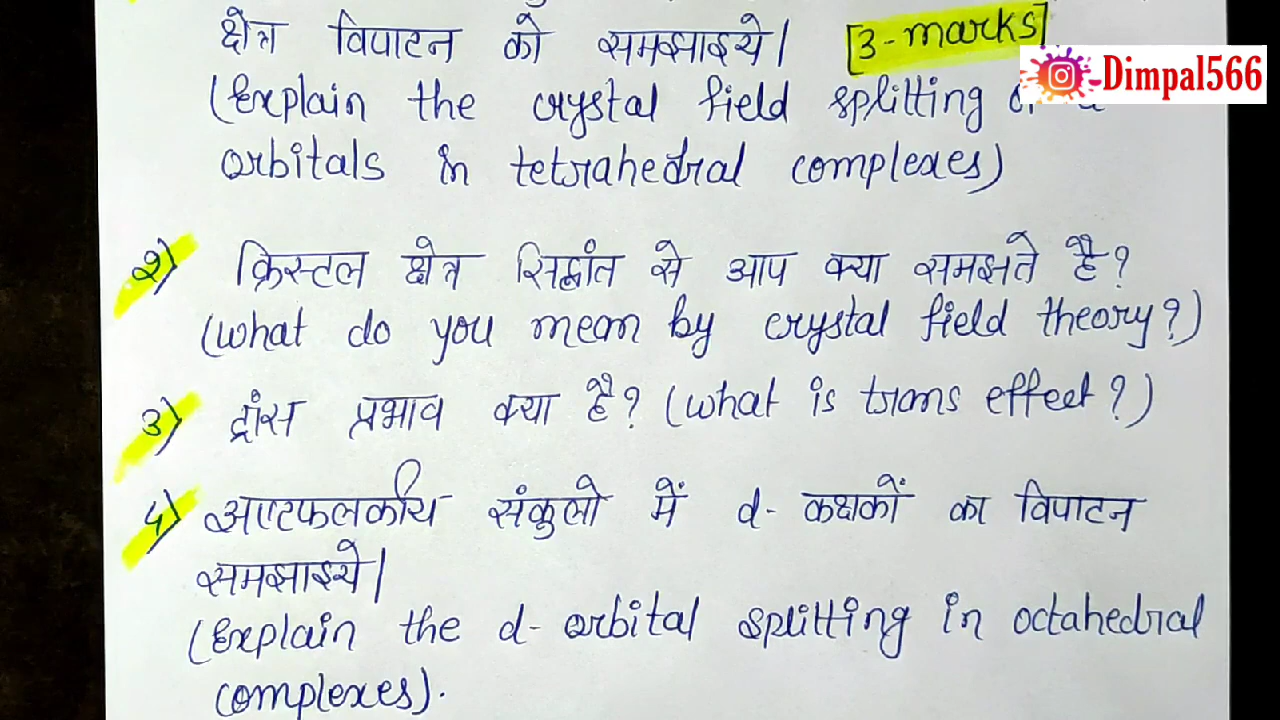 क्षेत्र विपाटन को समझाइये। [3-marks]
Dimpal566
(Explain the crystal field splitting
orbitals in tetrahedral complexes)
2) क्रिस्टल क्षेत्र सिद्धांत से आप क्या समझते है?
(What do you mean by crystal field theory?)
3) ट्रांस प्रभाव क्या है? (What is trans effect?)
4) अष्टफलकीय संकुलो में d- कक्षकों का विपाटन
समझाइये।
(Explain the d-orbital splitting in octahedral
complexes).